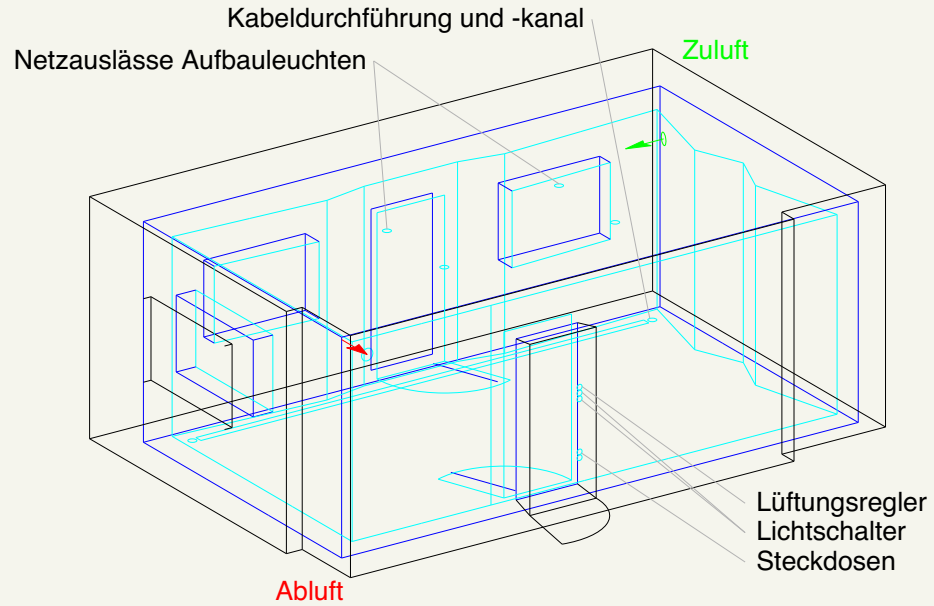 Kabeldurchführung und -kanal
Zuluft
Netzauslässe Aufbauleuchten
Lüftungsregler
Lichtschalter
Steckdosen
Abluft